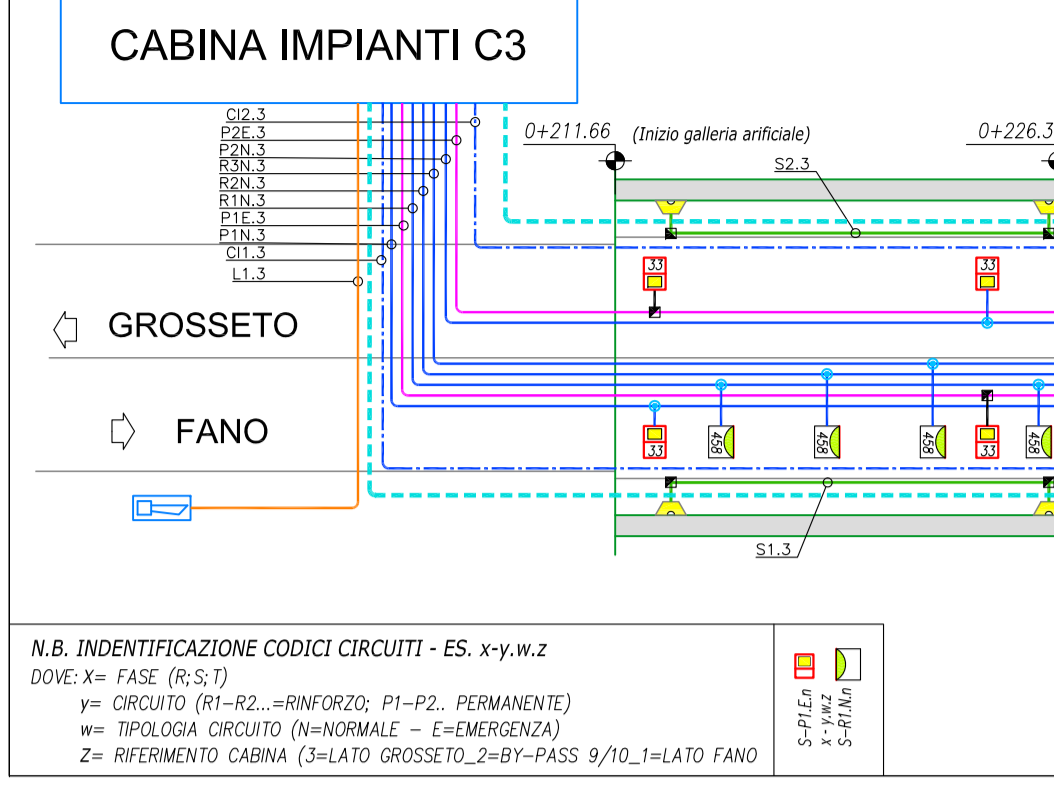 CABINA IMPIANTI C3
CI2.3
P2E.3
P2N.3
R3N.3
R2N.3
R1N.3
P1E.3
P1N.3
CI1.3
L1.3
0+211.66 (Inizio galleria arificiale)
0+226.3
S2.3
33
33
GROSSETO
FANO
33
458
458
458
33
458
S1.3
N.B. INDENTIFICAZIONE CODICI CIRCUITI - ES. x-y.w.z
DOVE: X= FASE (R; S; T)
y= CIRCUITO (R1-R2...=RINFORZO; P1-P2.. PERMANENTE)
w= TIPOLOGIA CIRCUITO (N=NORMALE - E=EMERGENZA)
Z= RIFERIMENTO CABINA (3=LATO GROSSETO_2=BY-PASS 9/10_1=LATO FANO
S-P1.E.n
x-y.w.z
S-R1.N.n